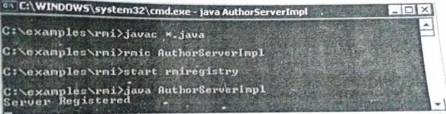 C:\WINDOWS\system32\cmd.exe - java AuthorServerImpl
C:\examples\rmi>javac *.java
C:\examples\rmi>rmic AuthorServerImpl
C:\examples\rmi>start rmiregistry
C:\examples\rmi>java AuthorServerImpl
Server Registered